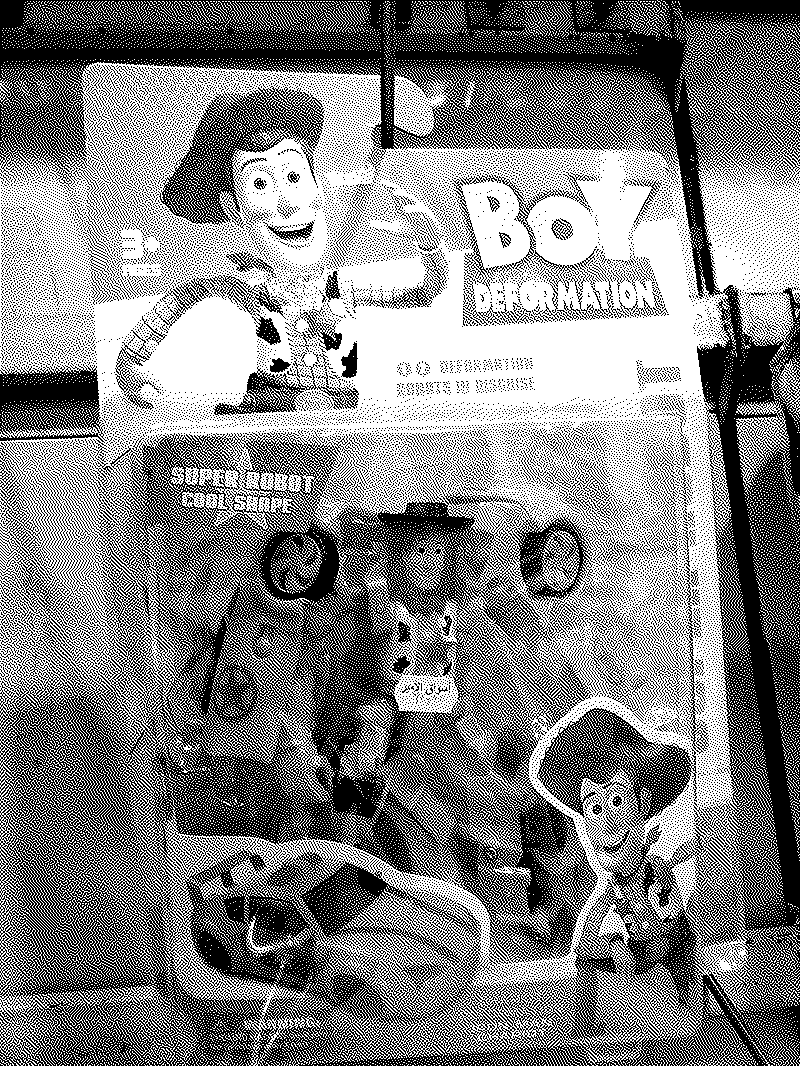 BOY
DEFORMATION
3+
DEFORMATION
ROBOTS IN DISGUISE
SUPER ROBOT
COOL SHAPE